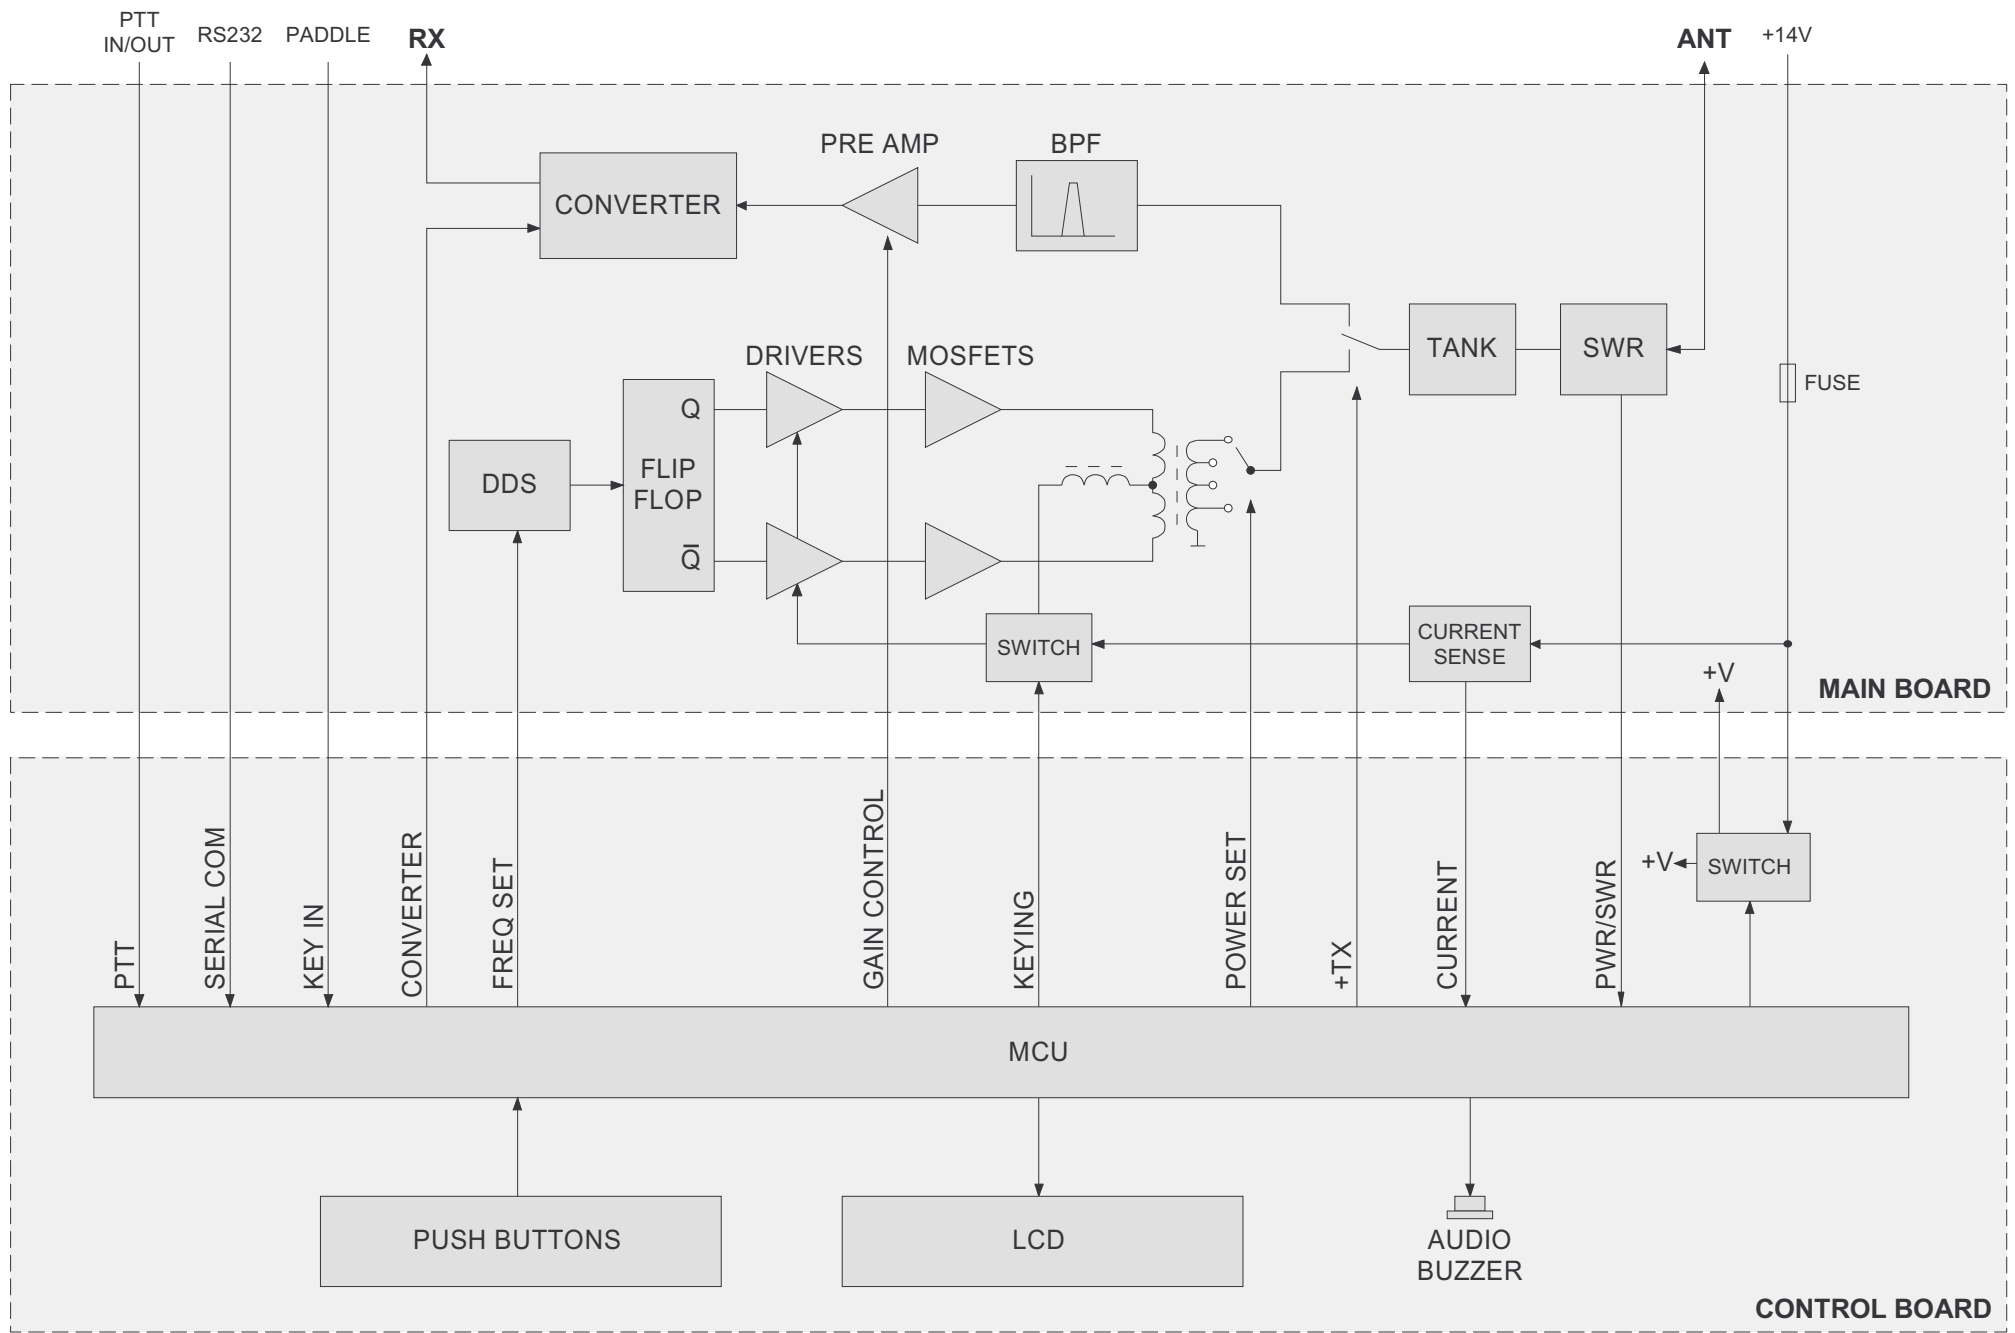 PTT
IN/OUT
RS232
PADDLE
RX
ANT
+14V
PRE AMP
BPF
CONVERTER
DRIVERS
MOSFETS
TANK
SWR
FUSE
Q
DDS
FLIP
FLOP
Q̅
SWITCH
CURRENT
SENSE
+V
MAIN BOARD
PTT
SERIAL COM
KEY IN
CONVERTER
FREQ SET
GAIN CONTROL
KEYING
POWER SET
+TX
CURRENT
PWR/SWR
+V
SWITCH
MCU
PUSH BUTTONS
LCD
AUDIO
BUZZER
CONTROL BOARD